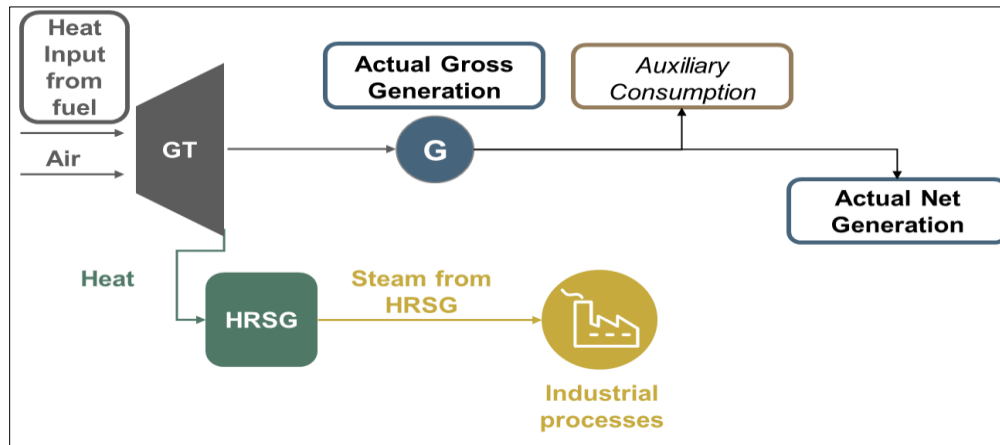 Heat
Input
from
fuel
Air
GT
Actual Gross
Generation
G
Auxiliary
Consumption
Actual Net
Generation
Heat
HRSG
Steam from
HRSG
Industrial
processes